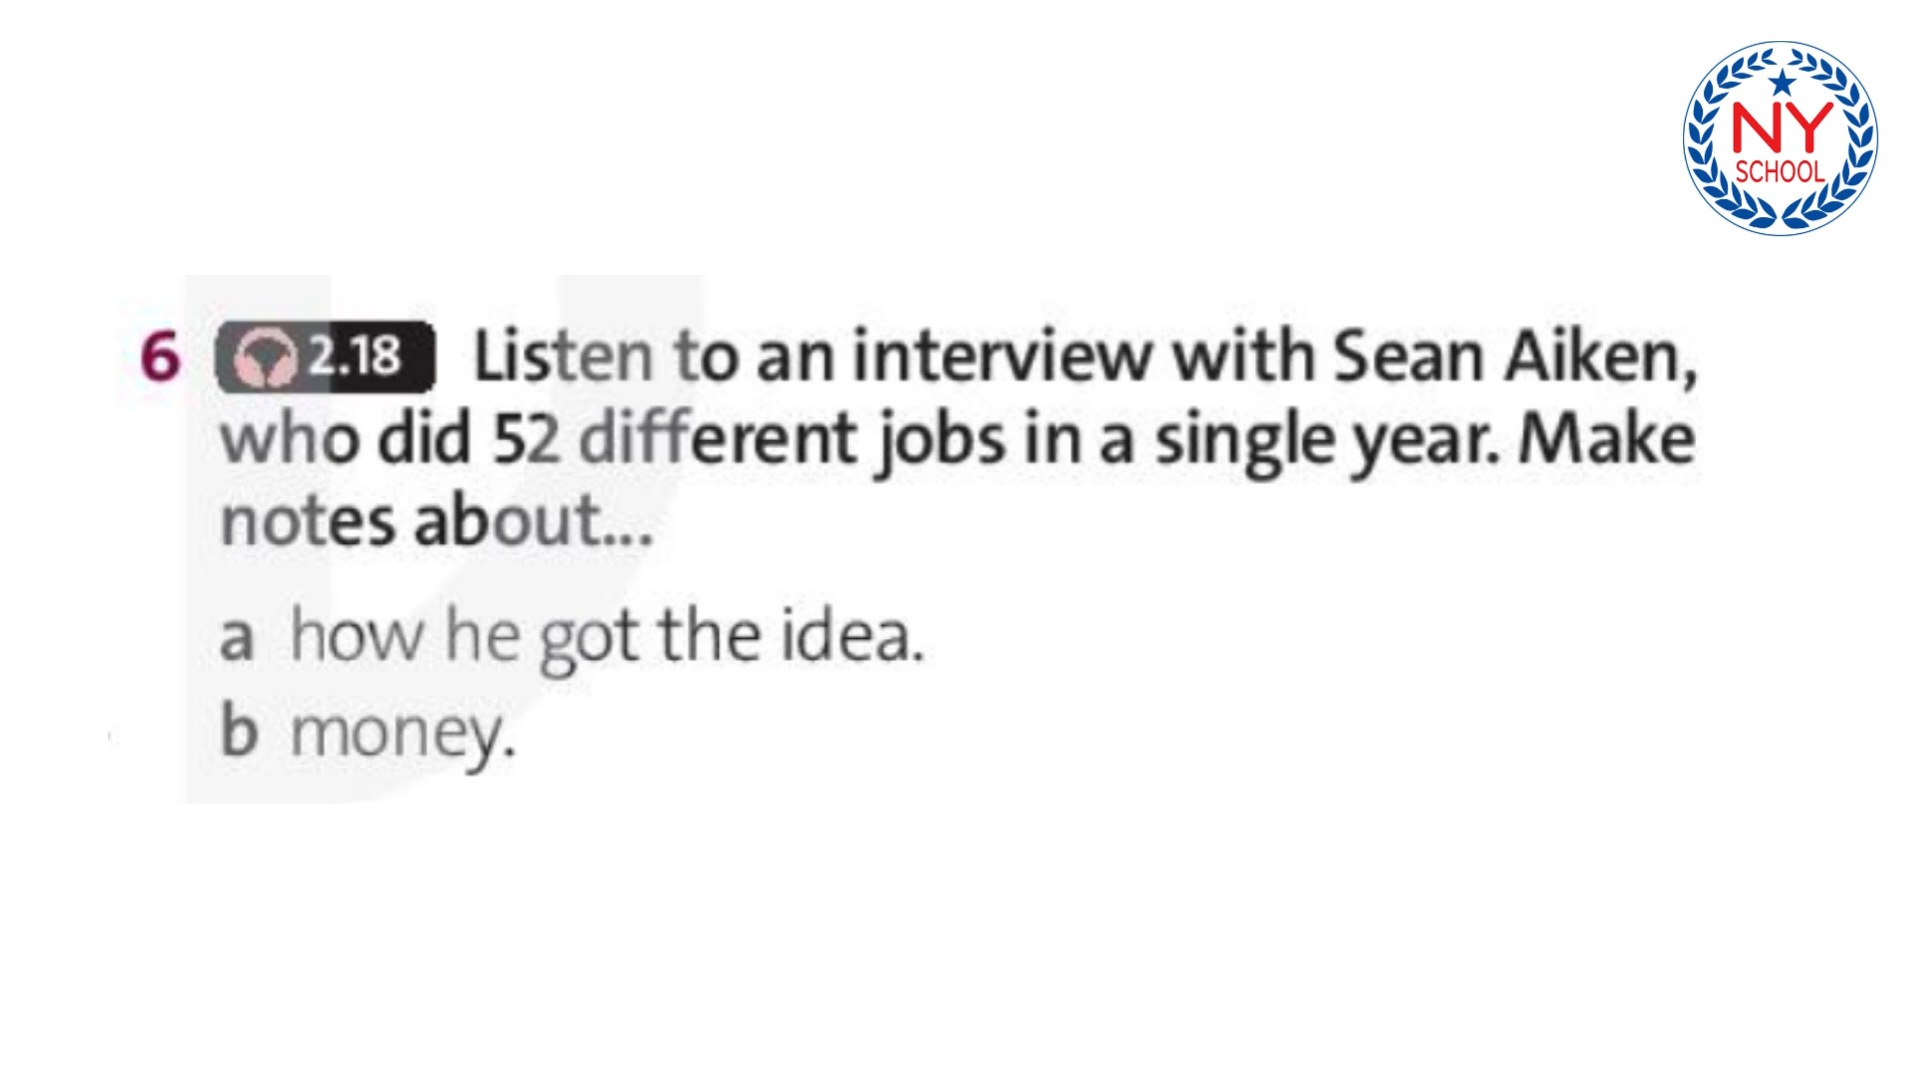 NY
SCHOOL
6 2.18 Listen to an interview with Sean Aiken,
who did 52 different jobs in a single year. Make
notes about...
a how he got the idea.
b money.